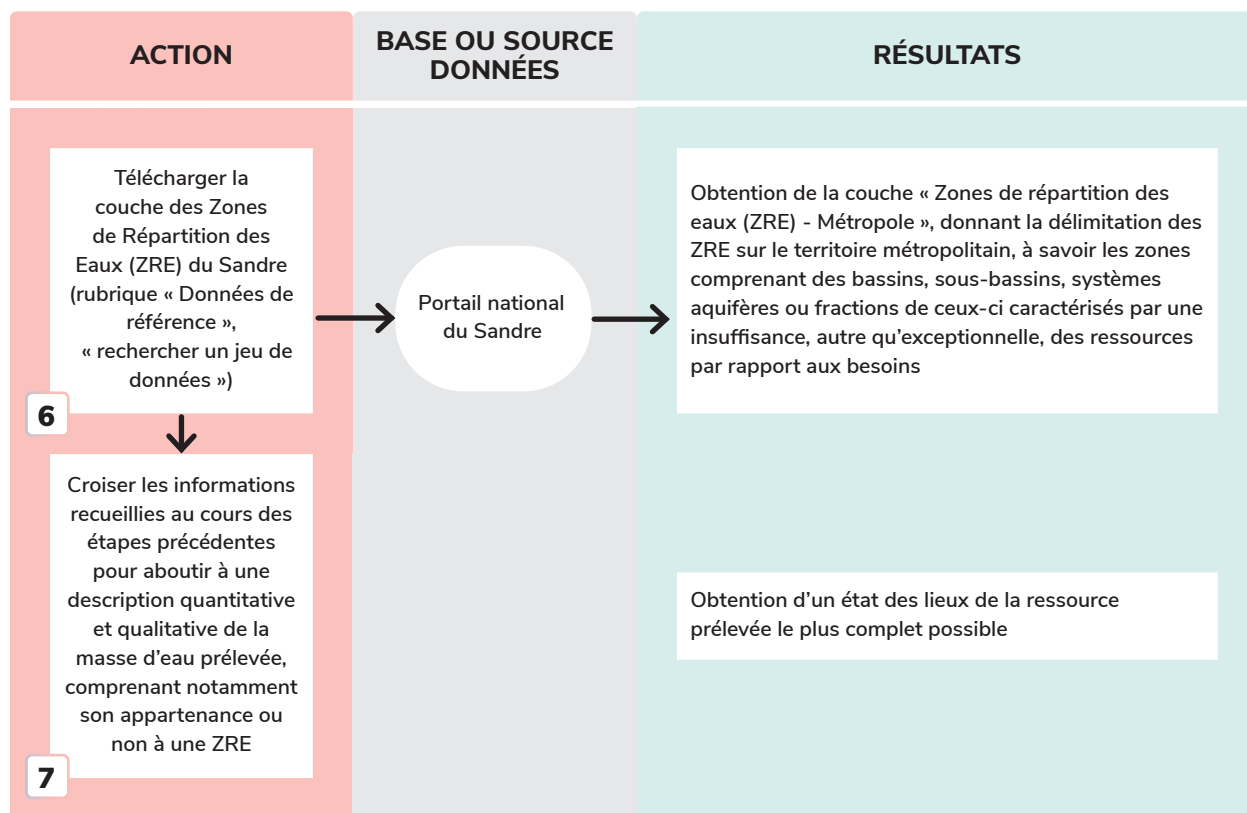 ACTION
BASE OU SOURCE
DONNÉES
RÉSULTATS
Télécharger la
couche des Zones
de Répartition des
Eaux (ZRE) du Sandre
(rubrique « Données de
référence »,
« rechercher un jeu de
données »)
6
Portail national
du Sandre
Obtention de la couche « Zones de répartition des
eaux (ZRE) - Métropole », donnant la délimitation des
ZRE sur le territoire métropolitain, à savoir les zones
comprenant des bassins, sous-bassins, systèmes
aquifères ou fractions de ceux-ci caractérisés par une
insuffisance, autre qu’exceptionnelle, des ressources
par rapport aux besoins
Croiser les informations
recueillies au cours des
étapes précédentes
pour aboutir à une
description quantitative
et qualitative de la
masse d’eau prélevée,
comprenant notamment
son appartenance ou
non à une ZRE
7
Obtention d’un état des lieux de la ressource
prélevée le plus complet possible